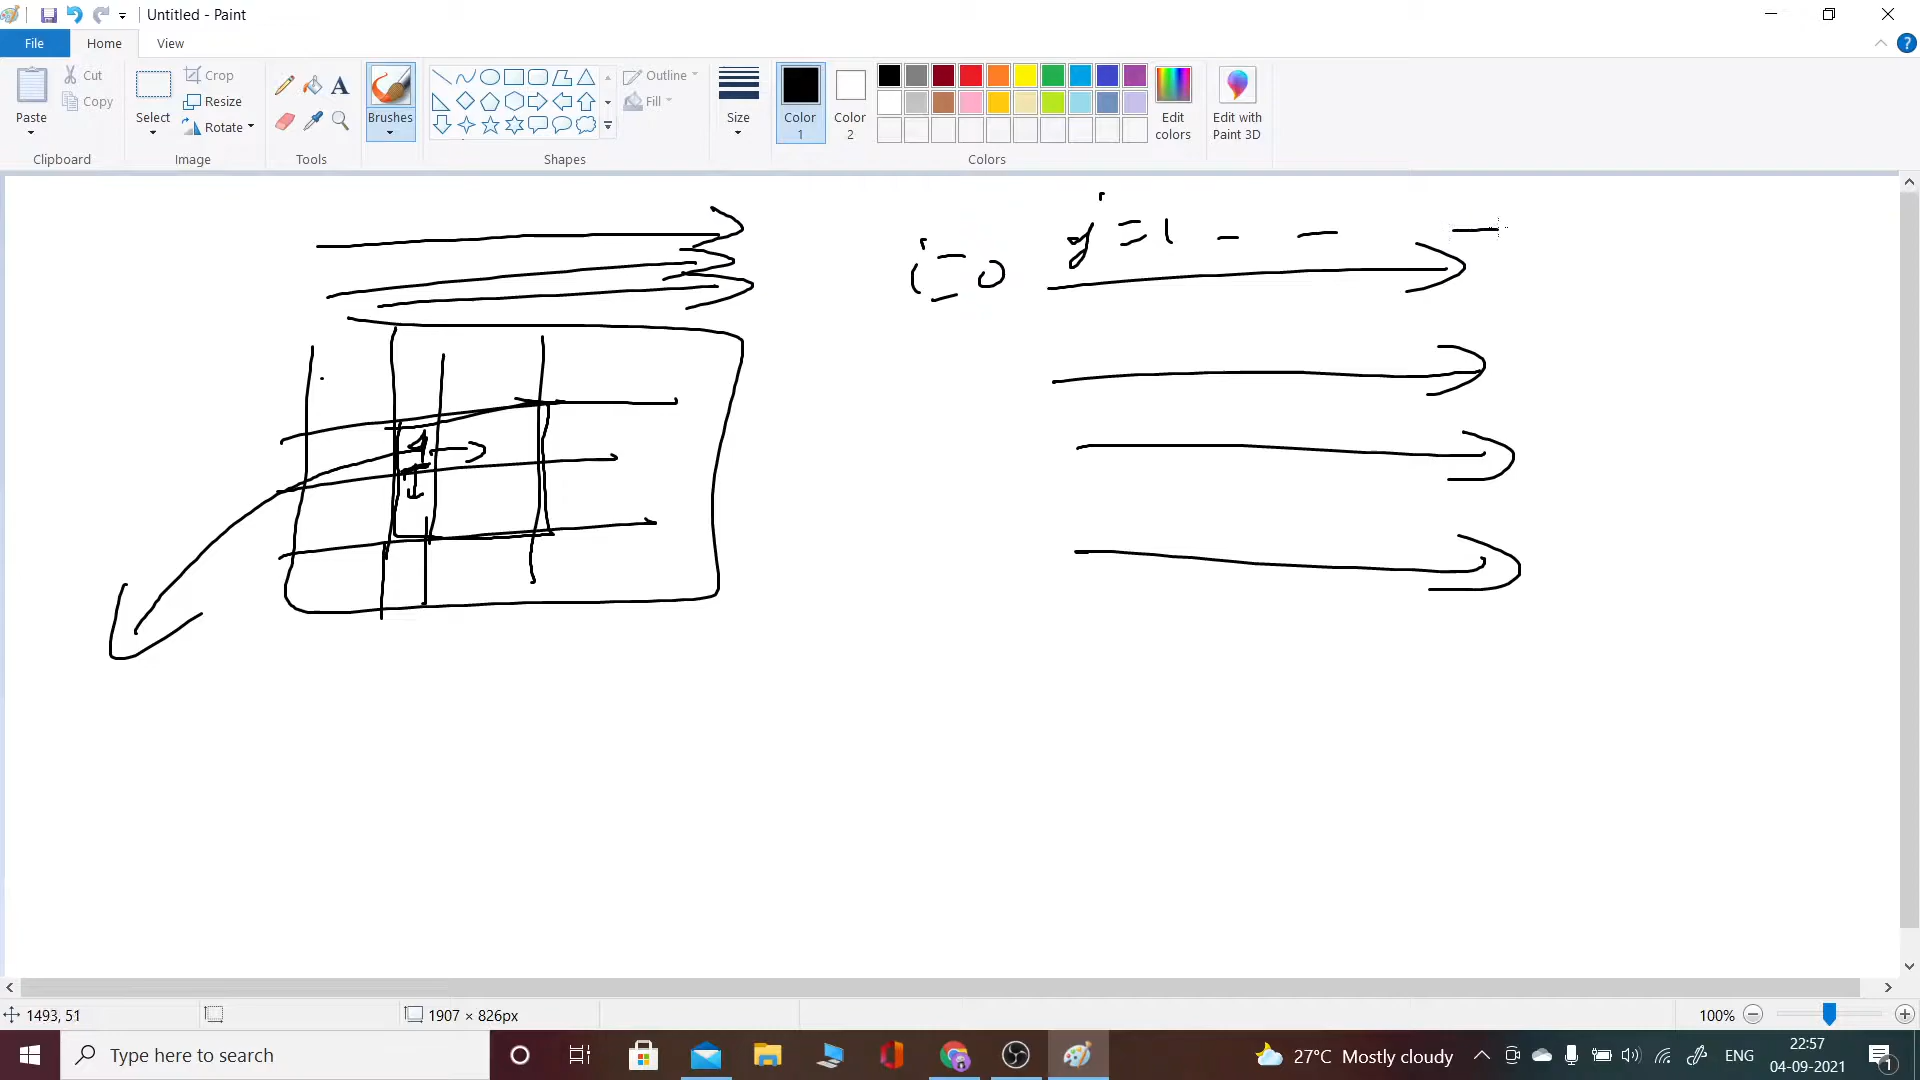 Untitled - Paint
File
Home
View
Paste
Cut
Copy
Clipboard
Select
Crop
Resize
Rotate
Image
Tools
Brushes
Shapes
Outline
Fill
Size
Color 1
Color 2
Colors
Edit colors
Edit with Paint 3D
j = 1 - - -
i = 0
1493, 51
1907 × 826px
100%
Type here to search
27°C Mostly cloudy
ENG
22:57
04-09-2021
1